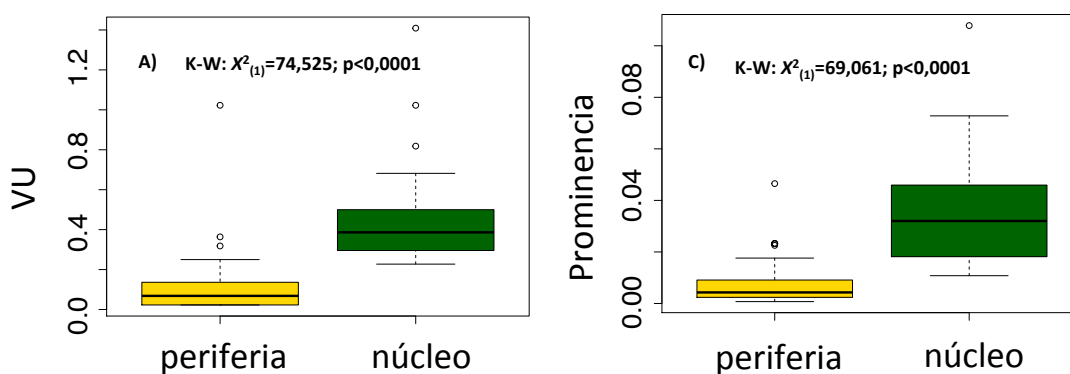 A) K-W: X²(1)=74,525; p<0,0001
VU
1.2
0.8
0.4
0.0
periferia núcleo
C) K-W: X²(1)=69,061; p<0,0001
Prominencia
0.08
0.04
0.00
periferia núcleo